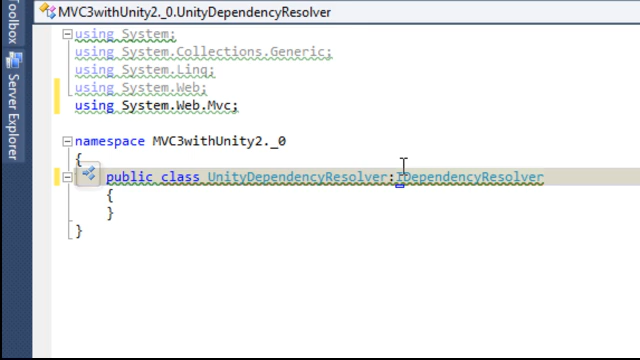 Toolbox
Server Explorer
MVC3withUnity2._0.UnityDependencyResolver
using System;
using System.Collections.Generic;
using System.Linq;
using System.Web;
using System.Web.Mvc;
namespace MVC3withUnity2._0
{
public class UnityDependencyResolver:IDependencyResolver
{
}
}